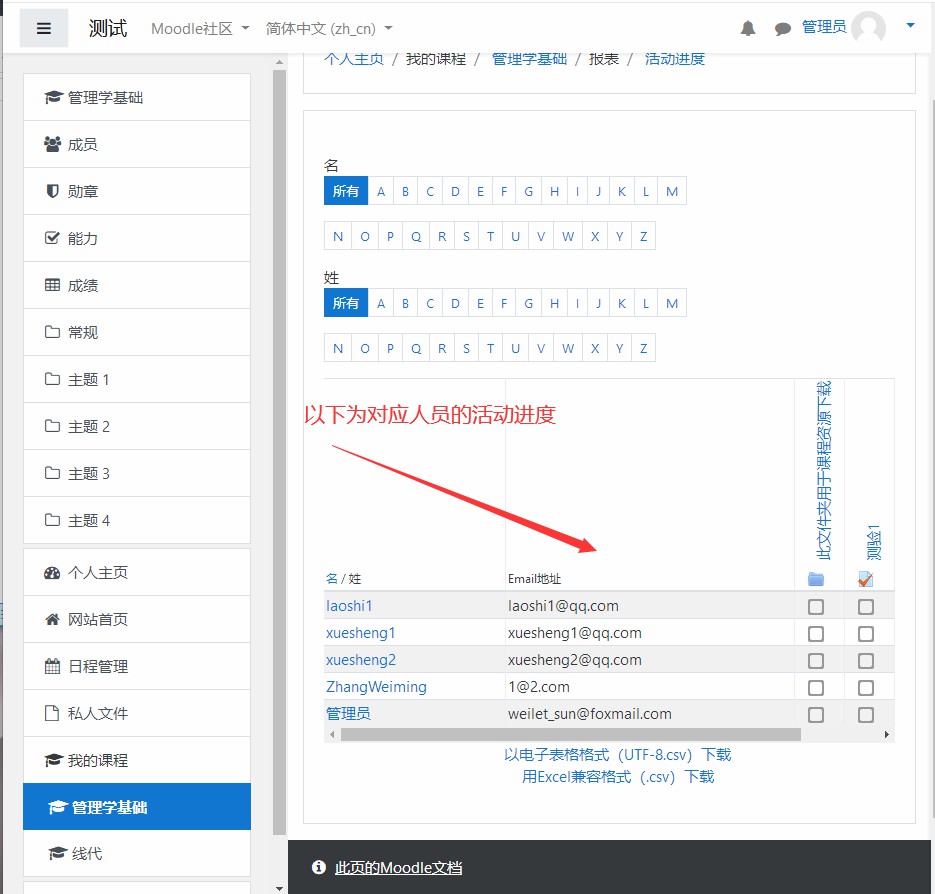 测试 Moodle社区 简体中文 (zh_cn) 管理员
管理学基础
成员
勋章
能力
成绩
常规
主题 1
主题 2
主题 3
主题 4
个人主页
网站首页
日程管理
私人文件
我的课程
管理学基础
线代
个人主页 / 我的课程 / 管理学基础 / 报表 / 活动进度
名
所有 A B C D E F G H I J K L M
N O P Q R S T U V W X Y Z
姓
所有 A B C D E F G H I J K L M
N O P Q R S T U V W X Y Z
以下为对应人员的活动进度
此文件夹用于课程资源下载
测验1
名 / 姓 Email地址
laoshi1 laoshi1@qq.com
xuesheng1 xuesheng1@qq.com
xuesheng2 xuesheng2@qq.com
ZhangWeiming 1@2.com
管理员 weilet_sun@foxmail.com
以电子表格格式（UTF-8.csv）下载
用Excel兼容格式（.csv）下载
此页的Moodle文档